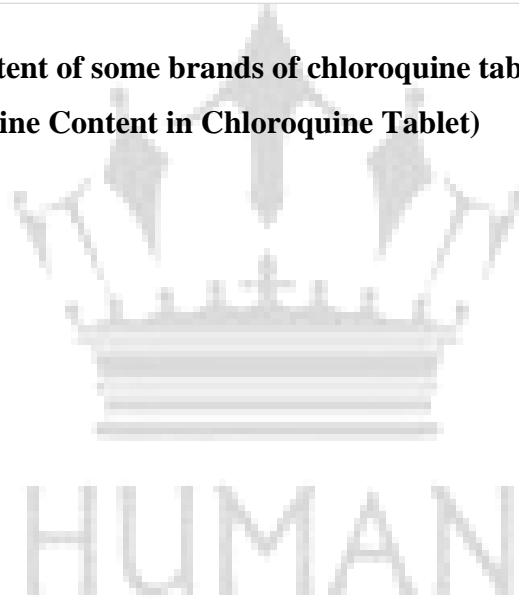 tent of some brands of chloroquine tab
ine Content in Chloroquine Tablet)
HUMAN